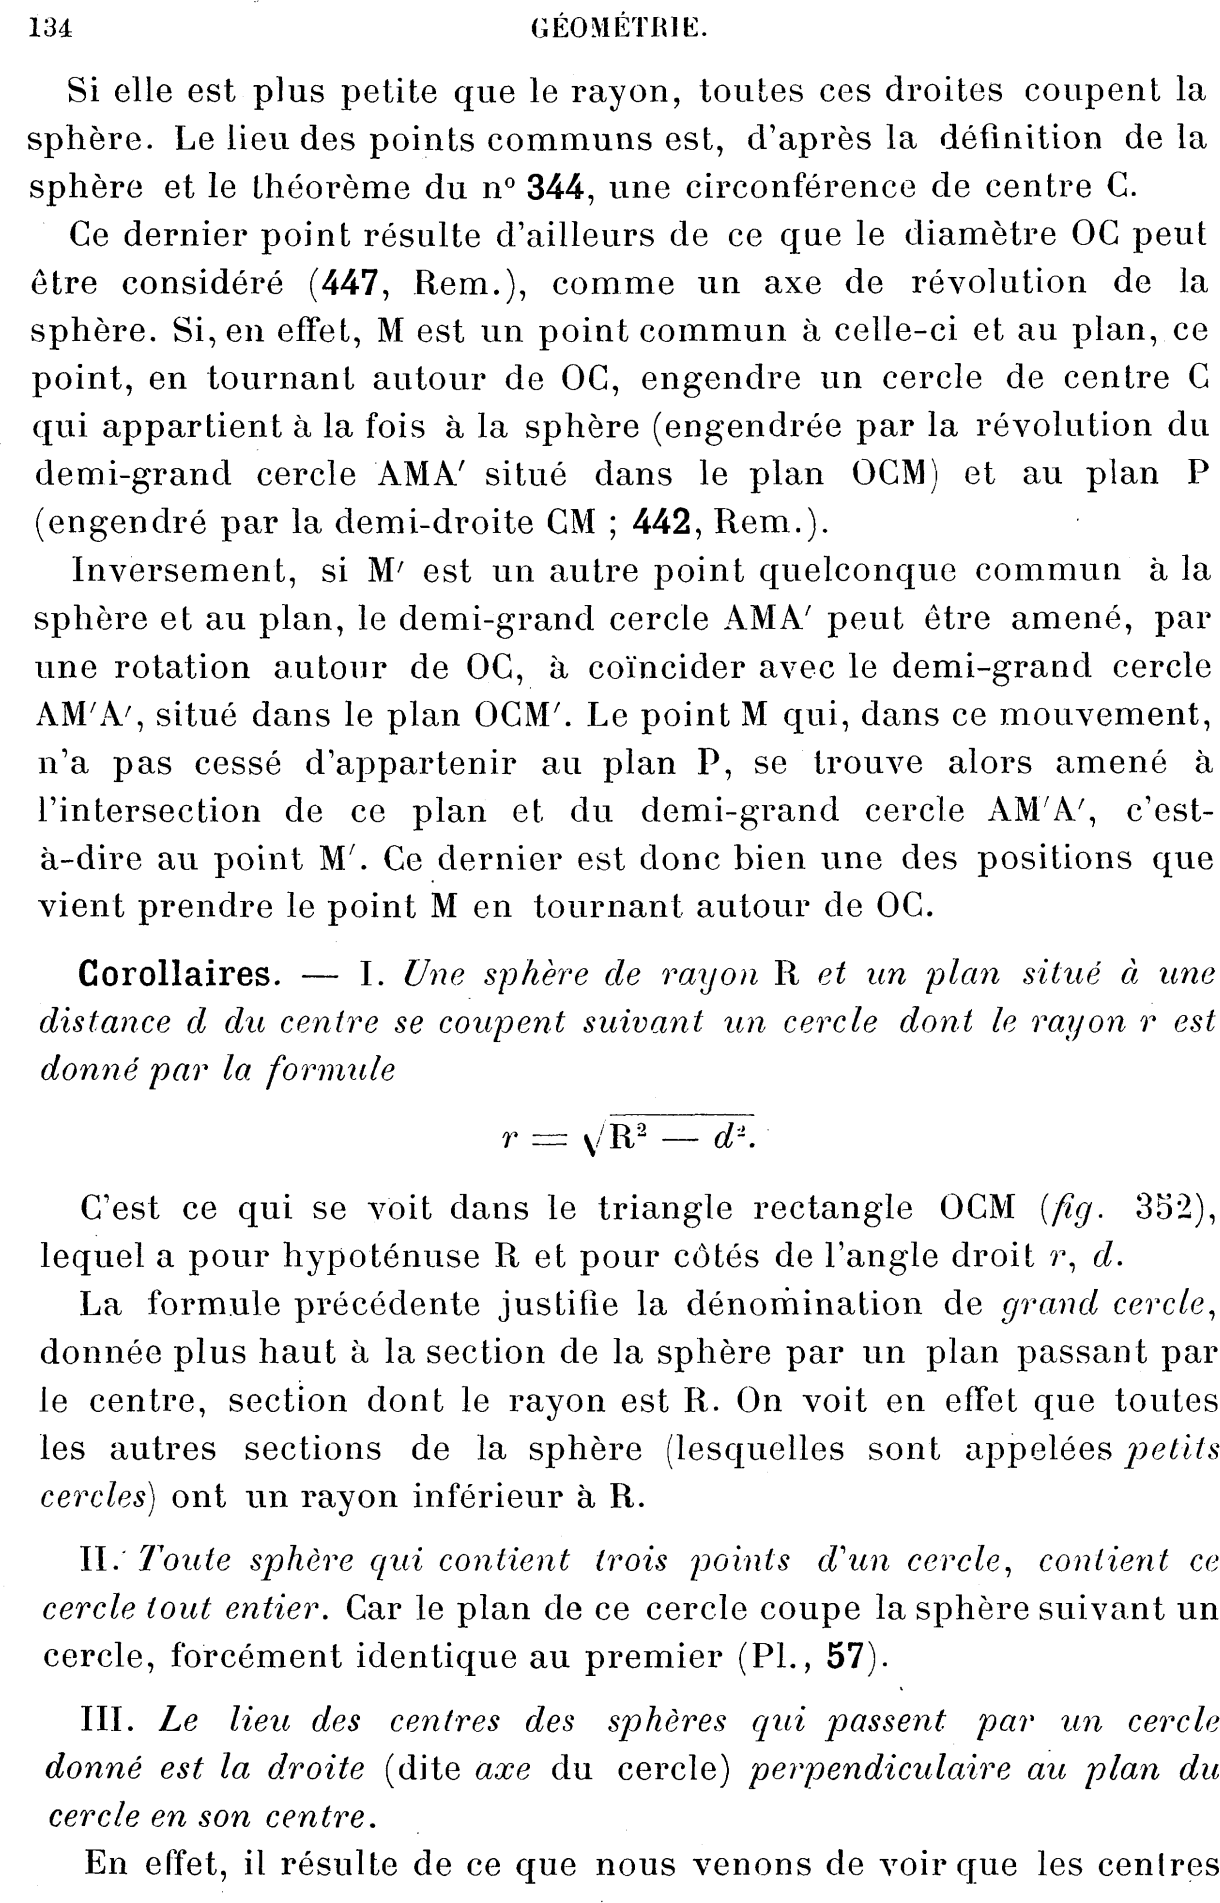 134 GÉOMÉTRIE.
Si elle est plus petite que le rayon, toutes ces droites coupent la
sphère. Le lieu des points communs est, d'après la définition de la
sphère et le théorème du n° 344, une circonférence de centre C.
Ce dernier point résulte d'ailleurs de ce que le diamètre OC peut
être considéré (447, Rem.), comme un axe de révolution de la
sphère. Si, en effet, M est un point commun à celle-ci et au plan, ce
point, en tournant autour de OC, engendre un cercle de centre C
qui appartient à la fois à la sphère (engendrée par la révolution du
demi-grand cercle AMA′ situé dans le plan OCM) et au plan P
(engendré par la demi-droite CM ; 442, Rem.).
Inversement, si M′ est un autre point quelconque commun à la
sphère et au plan, le demi-grand cercle AMA′ peut être amené, par
une rotation autour de OC, à coïncider avec le demi-grand cercle
AM′A′, situé dans le plan OCM′. Le point M qui, dans ce mouvement,
n'a pas cessé d'appartenir au plan P, se trouve alors amené à
l'intersection de ce plan et du demi-grand cercle AM′A′, c'est-
à-dire au point M′. Ce dernier est donc bien une des positions que
vient prendre le point M en tournant autour de OC.
Corollaires. — I. Une sphère de rayon R et un plan situé à une
distance d du centre se coupent suivant un cercle dont le rayon r est
donné par la formule
r = √R² — d².
C'est ce qui se voit dans le triangle rectangle OCM (fig. 352),
lequel a pour hypoténuse R et pour côtés de l'angle droit r, d.
La formule précédente justifie la dénomination de grand cercle,
donnée plus haut à la section de la sphère par un plan passant par
le centre, section dont le rayon est R. On voit en effet que toutes
les autres sections de la sphère (lesquelles sont appelées petits
cercles) ont un rayon inférieur à R.
II. Toute sphère qui contient trois points d'un cercle, contient ce
cercle tout entier. Car le plan de ce cercle coupe la sphère suivant un
cercle, forcément identique au premier (Pl., 57).
III. Le lieu des centres des sphères qui passent par un cercle
donné est la droite (dite axe du cercle) perpendiculaire au plan du
cercle en son centre.
En effet, il résulte de ce que nous venons de voir que les centres